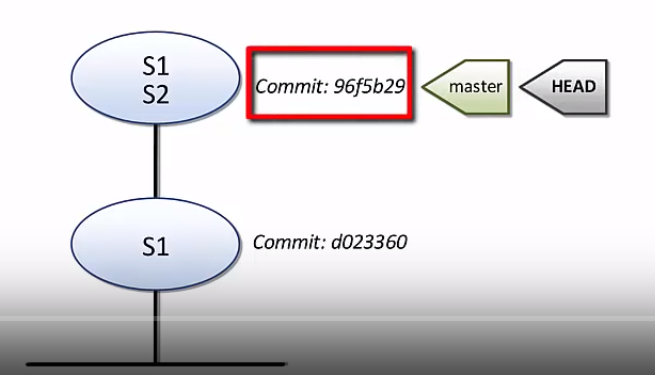 S1
S2
Commit: 96f5b29
master
HEAD
S1
Commit: d023360